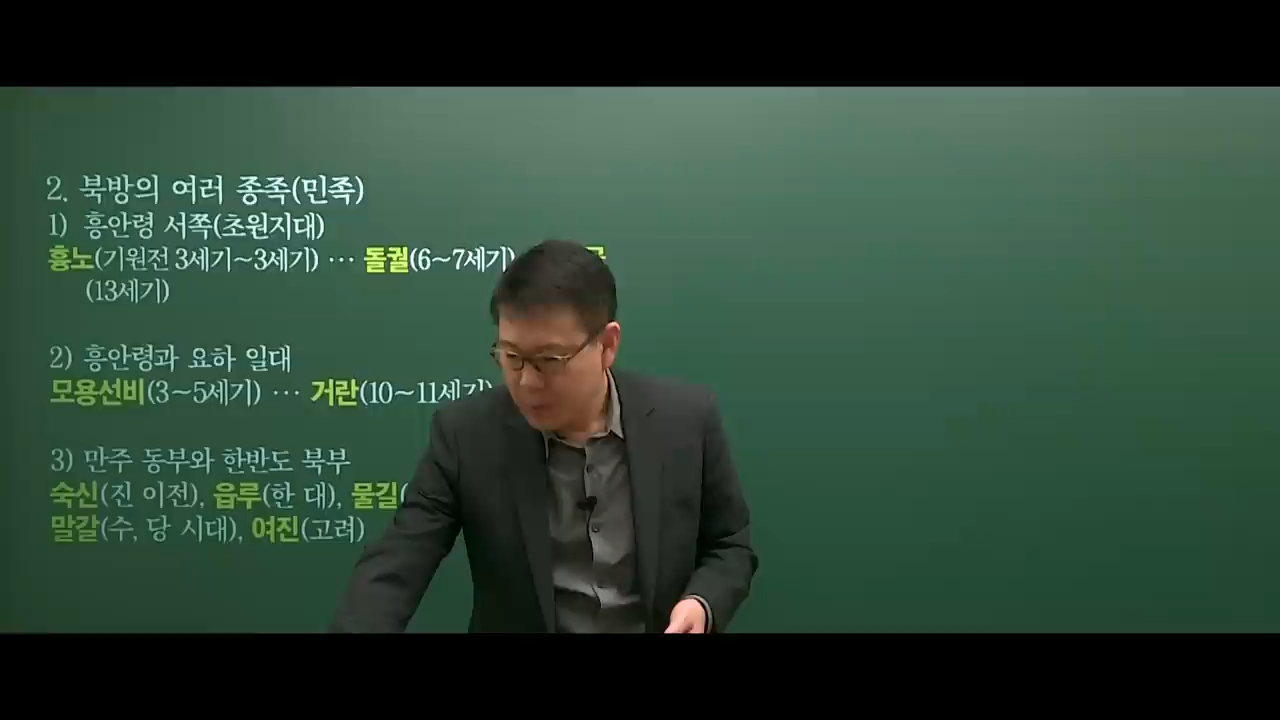 2. 북방의 여러 종족(민족)
1) 흥안령 서쪽(초원지대)
흉노(기원전 3세기~3세기) … 돌궐(6~7세기)
(13세기)
2) 흥안령과 요하 일대
모용선비(3~5세기) … 거란(10~11세기)
3) 만주 동부와 한반도 북부
숙신(진 이전), 읍루(한 대), 물길(
말갈(수, 당 시대), 여진(고려)